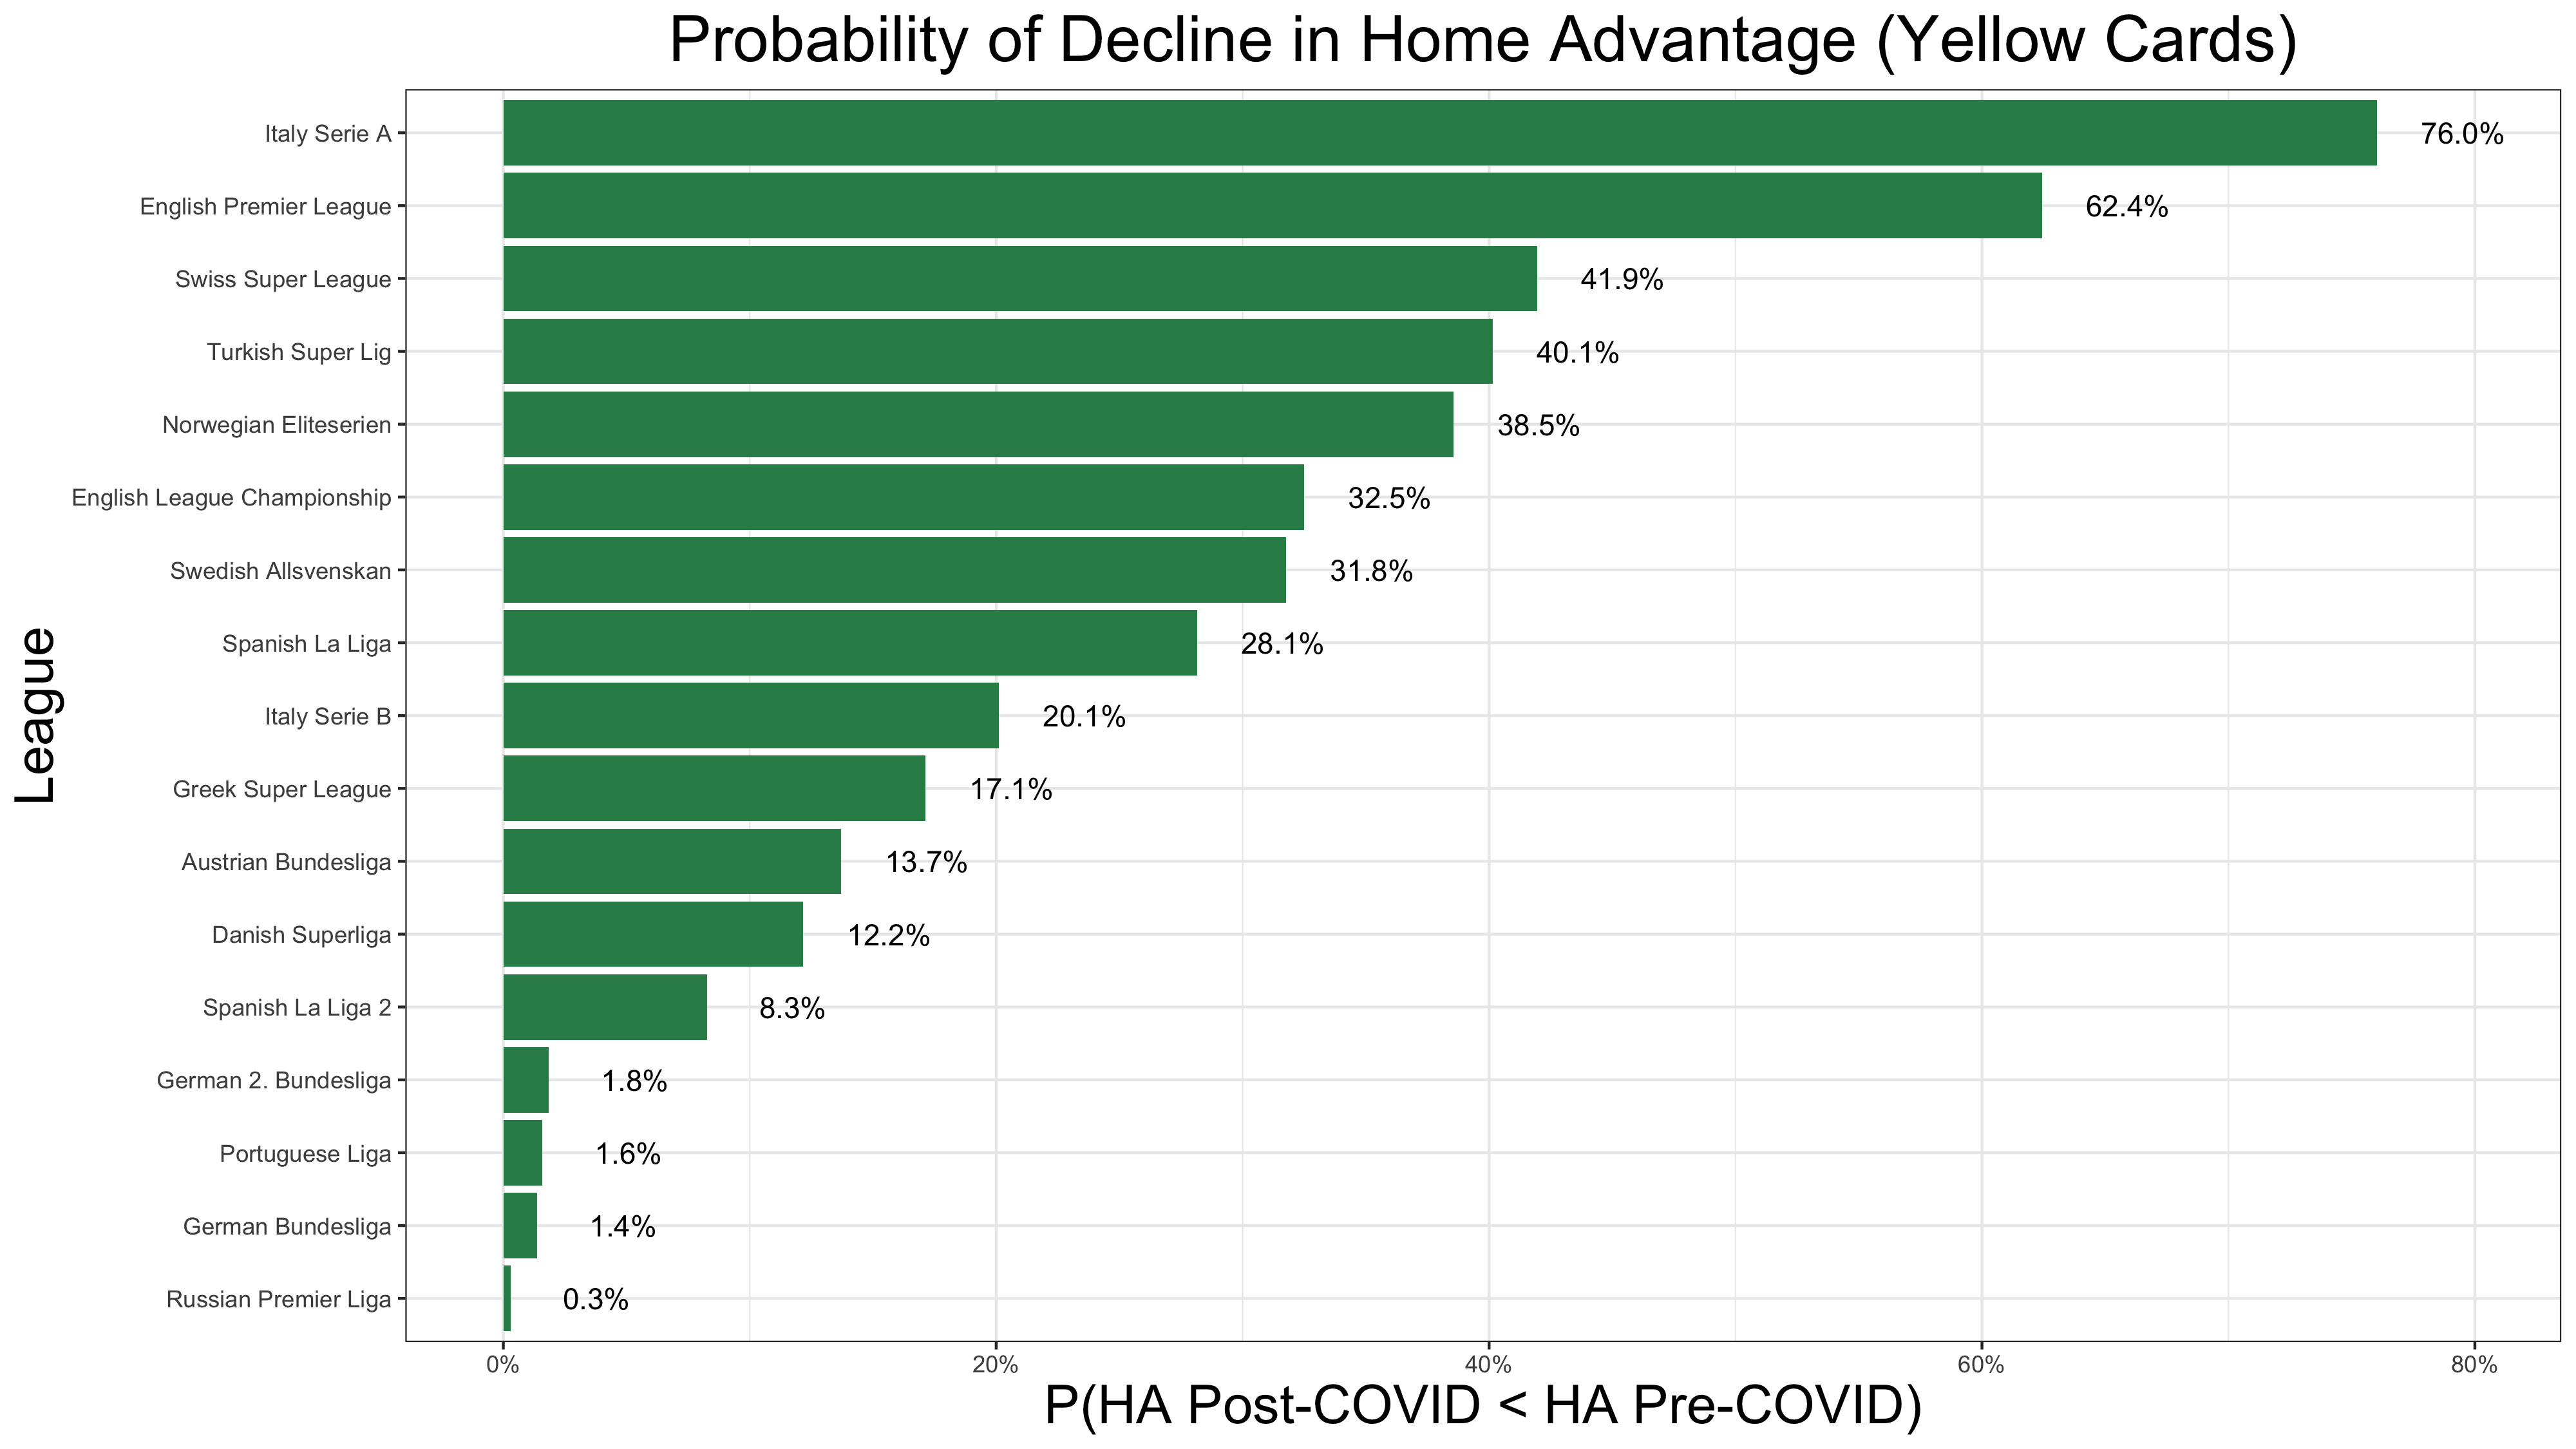 Probability of Decline in Home Advantage (Yellow Cards)
League
Italy Serie A 76.0%
English Premier League 62.4%
Swiss Super League 41.9%
Turkish Super Lig 40.1%
Norwegian Eliteserien 38.5%
English League Championship 32.5%
Swedish Allsvenskan 31.8%
Spanish La Liga 28.1%
Italy Serie B 20.1%
Greek Super League 17.1%
Austrian Bundesliga 13.7%
Danish Superliga 12.2%
Spanish La Liga 2 8.3%
German 2. Bundesliga 1.8%
Portuguese Liga 1.6%
German Bundesliga 1.4%
Russian Premier Liga 0.3%
0% 20% 40% 60% 80%
P(HA Post-COVID < HA Pre-COVID)